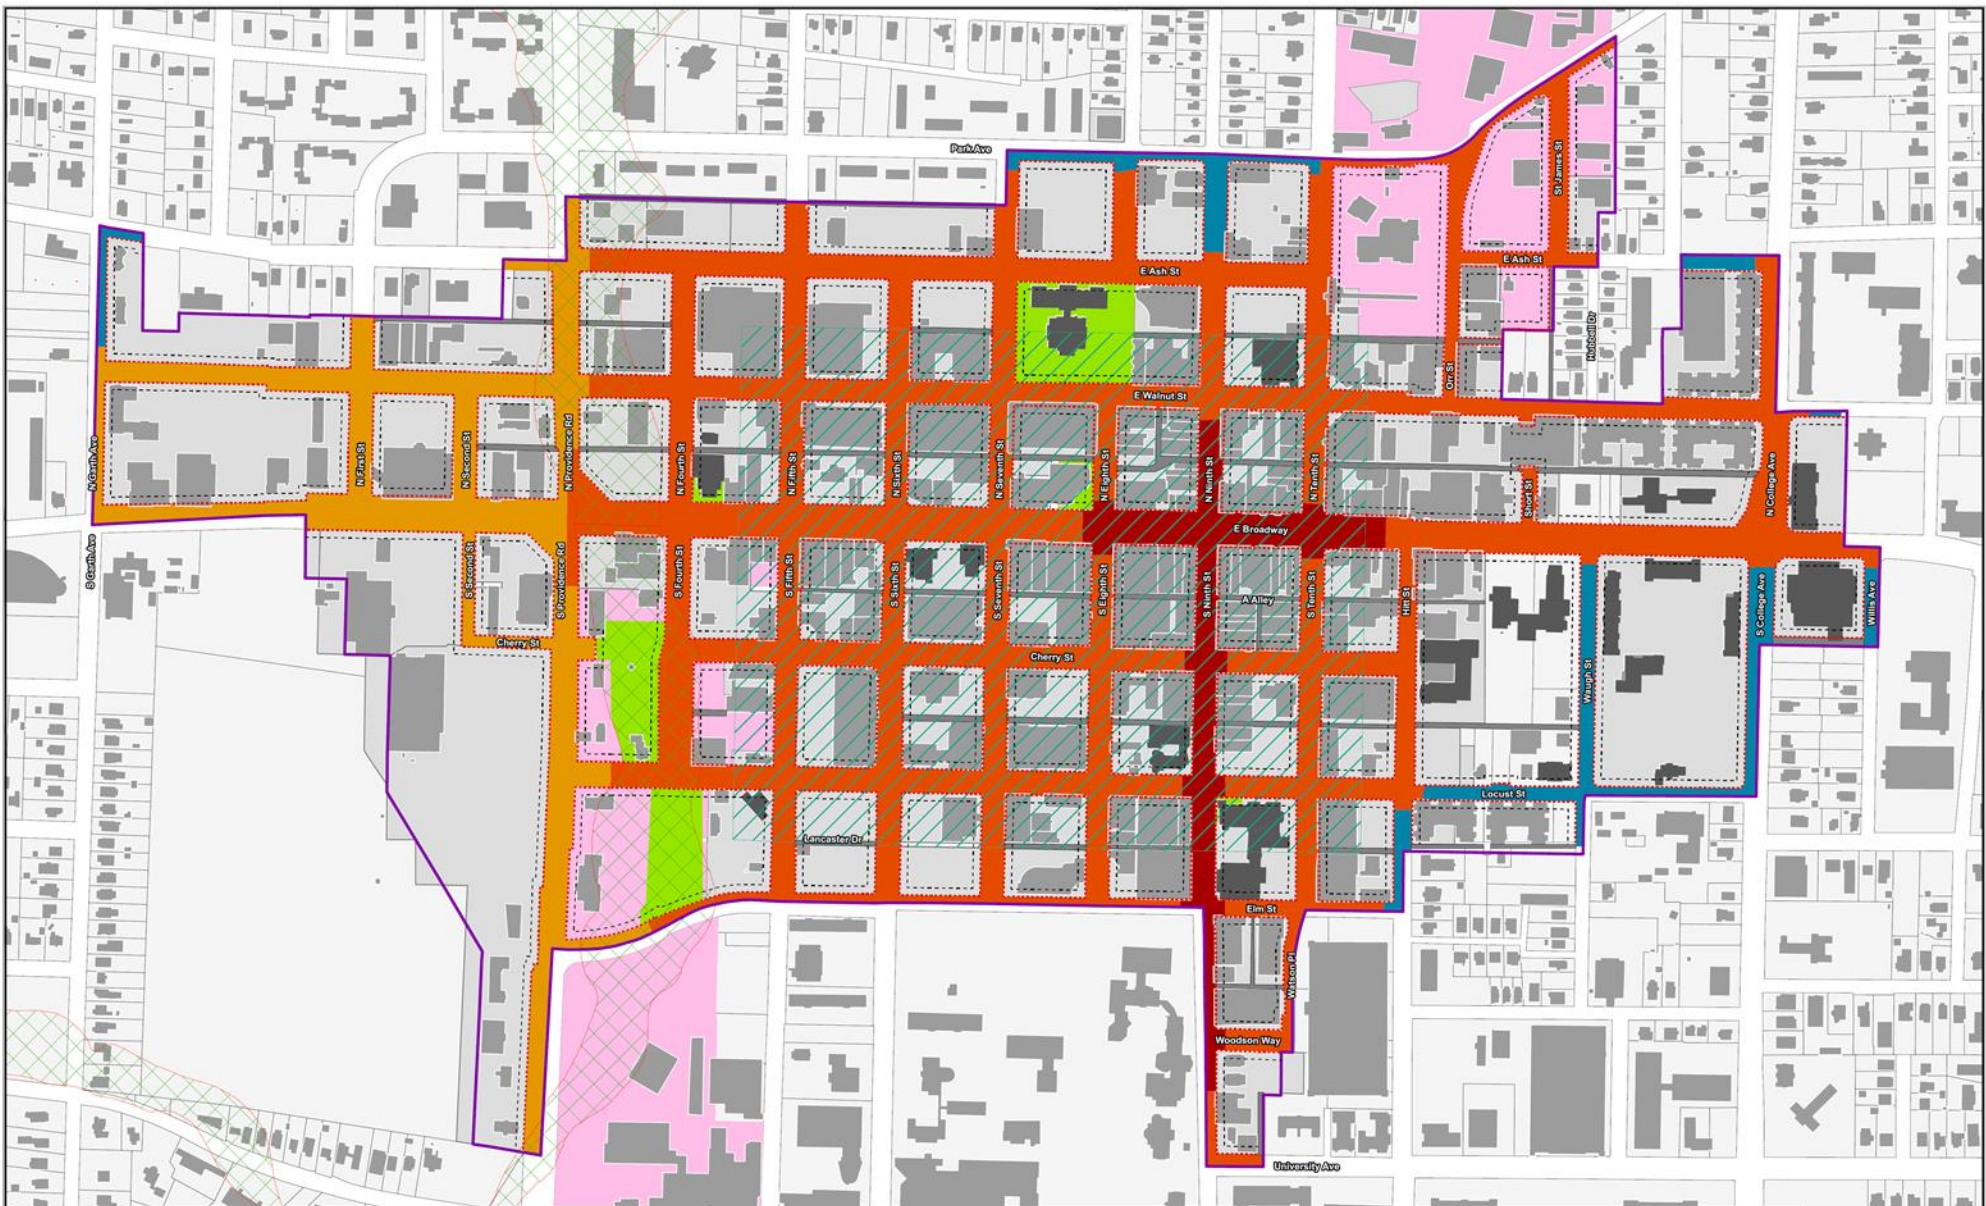 Park Ave
St James St
E Ash St
E Ash St
Hubbell Dr
Orr St
E Walnut St
N Garth Ave
N First St
N Second St
N Providence Rd
N Fourth St
N Fifth St
N Sixth St
N Seventh St
N Eighth St
N Ninth St
N Tenth St
Short St
N College Ave
E Broadway
S Garth Ave
S Second St
S Providence Rd
S Fourth St
S Fifth St
S Sixth St
S Seventh St
S Eighth St
S Ninth St
A Alley
S Tenth St
Hitt St
Waugh St
S College Ave
Willis Ave
Cherry St
Cherry St
Locust St
Lancaster Dr
Elm St
Watson Pl
Woodson Way
University Ave